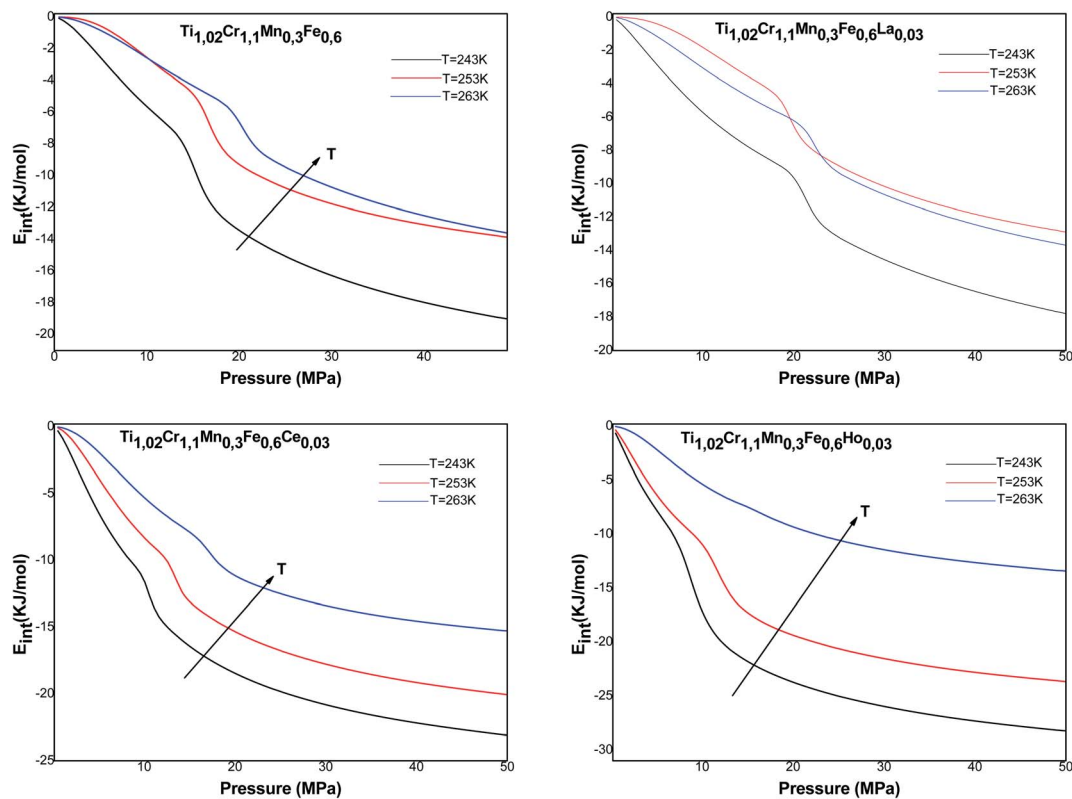 Ti1,02Cr1,1Mn0,3Fe0,6
T=243K
T=253K
T=263K
T
0
-2
-4
-6
-8
-10
-12
-14
-16
-18
-20
Eint(KJ/mol)
0
20
40
Pressure (MPa)
Ti1,02Cr1,1Mn0,3Fe0,6La0,03
T=243K
T=253K
T=263K
0
-2
-4
-6
-8
-10
-12
-14
-16
-18
-20
Eint(KJ/mol)
10
20
30
40
50
Pressure (MPa)
Ti1,02Cr1,1Mn0,3Fe0,6Ce0,03
T=243K
T=253K
T=263K
T
0
-5
-10
-15
-20
-25
Eint(KJ/mol)
10
20
30
40
50
Pressure (MPa)
Ti1,02Cr1,1Mn0,3Fe0,6Ho0,03
T=243K
T=253K
T=263K
T
0
-5
-10
-15
-20
-25
-30
Eint(KJ/mol)
10
20
30
40
50
Pressure (MPa)